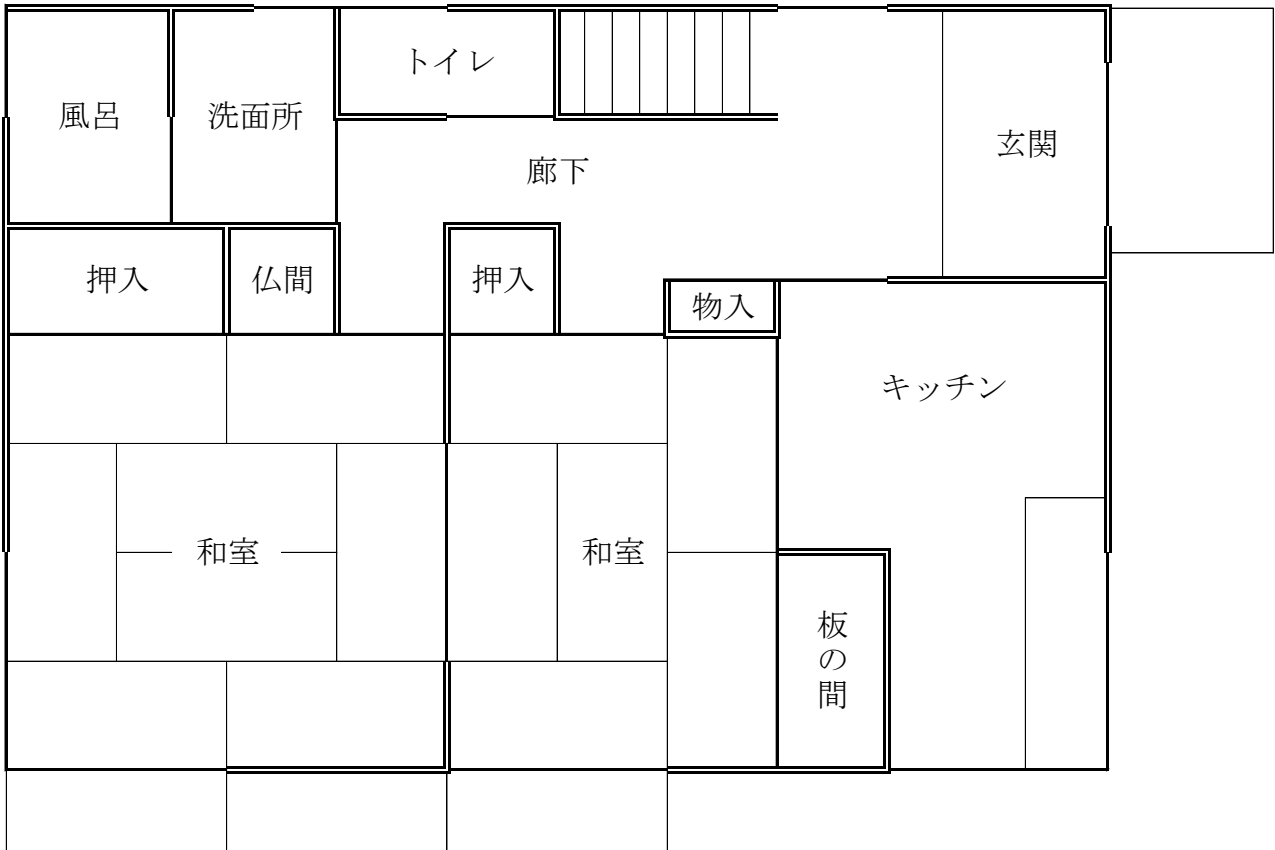 トイレ
風呂
洗面所
玄関
廊下
押入
仏間
押入
物入
キッチン
和室
和室
板の間